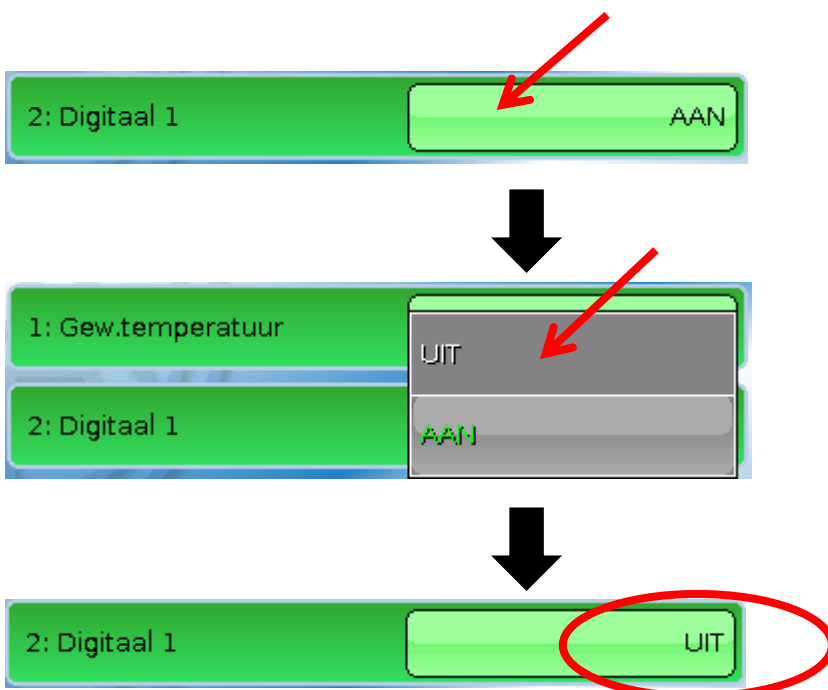 2: Digitaal 1 AAN
1: Gew.temperatuur
UIT
2: Digitaal 1
AAN
2: Digitaal 1 UIT